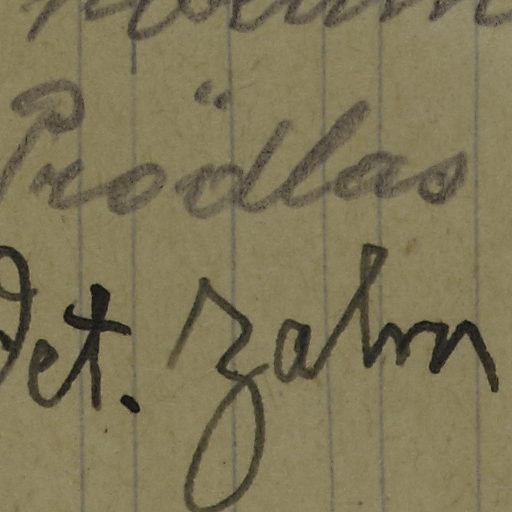 Prödlas
Det. Zahn